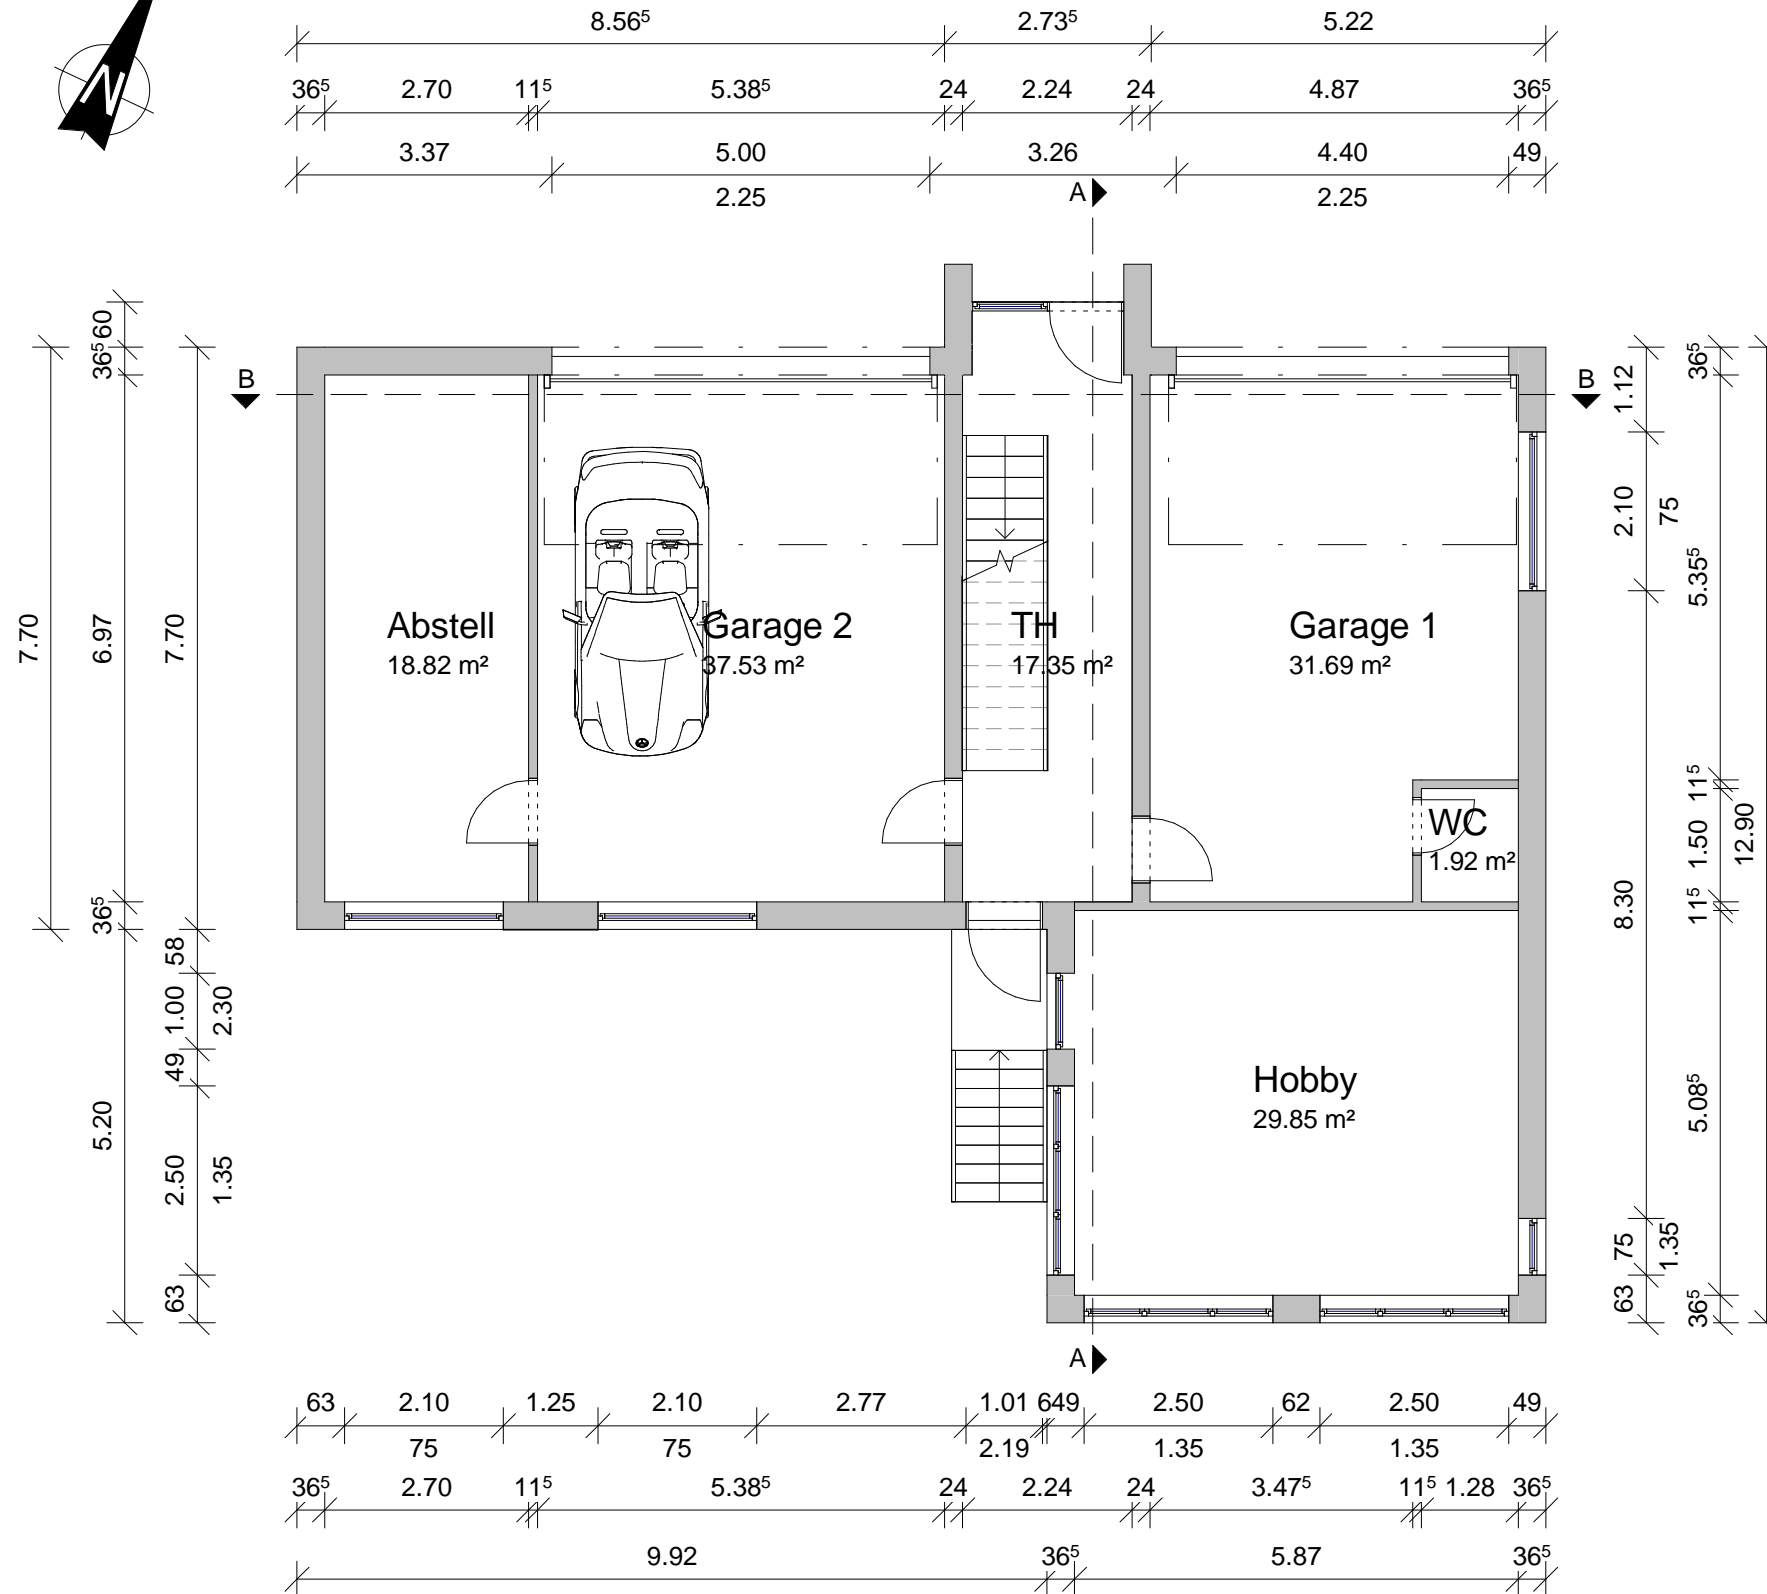 8.56⁵ 2.73⁵ 5.22
36⁵ 2.70 11⁵ 5.38⁵ 24 2.24 24 4.87 36⁵
3.37 5.00 3.26 4.40 49
2.25 2.25
N
A
B B
60
36⁵
7.70
6.97
7.70
36⁵
58
1.00
2.30
49
5.20
2.50
1.35
63
Abstell
18.82 m²
Garage 2
37.53 m²
TH
17.35 m²
Garage 1
31.69 m²
WC
1.92 m²
Hobby
29.85 m²
1.12
36⁵
2.10
75
5.35⁵
11⁵
1.50
12.90
11⁵
8.30
5.08⁵
75
1.35
63
36⁵
A
63 2.10 1.25 2.10 2.77 1.01 6 49 2.50 62 2.50 49
75 75 2.19 1.35 1.35
36⁵ 2.70 11⁵ 5.38⁵ 24 2.24 24 3.47⁵ 11⁵ 1.28 36⁵
9.92 36⁵ 5.87 36⁵